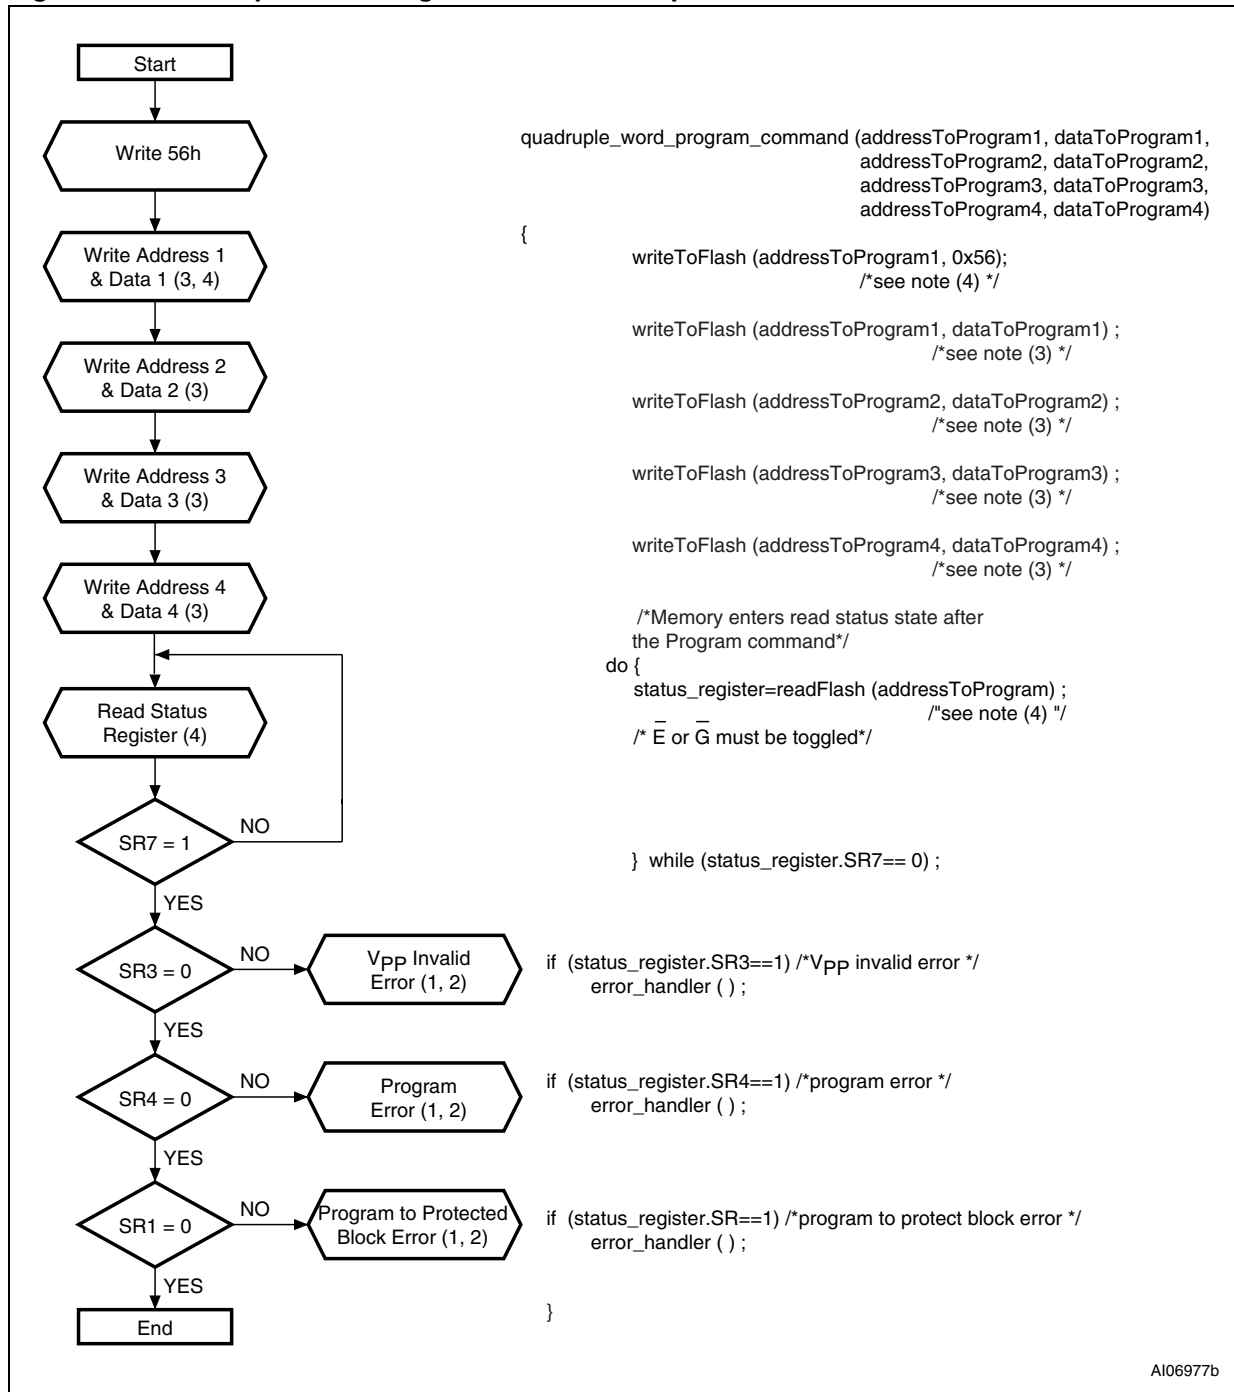 Start
Write 56h
Write Address 1
& Data 1 (3, 4)
Write Address 2
& Data 2 (3)
Write Address 3
& Data 3 (3)
Write Address 4
& Data 4 (3)
Read Status
Register (4)
SR7 = 1
NO
YES
SR3 = 0
NO
VPP Invalid
Error (1, 2)
YES
SR4 = 0
NO
Program
Error (1, 2)
YES
SR1 = 0
NO
Program to Protected
Block Error (1, 2)
YES
End
quadruple_word_program_command (addressToProgram1, dataToProgram1,
addressToProgram2, dataToProgram2,
addressToProgram3, dataToProgram3,
addressToProgram4, dataToProgram4)
{
writeToFlash (addressToProgram1, 0x56);
/*see note (4) */
writeToFlash (addressToProgram1, dataToProgram1) ;
/*see note (3) */
writeToFlash (addressToProgram2, dataToProgram2) ;
/*see note (3) */
writeToFlash (addressToProgram3, dataToProgram3) ;
/*see note (3) */
writeToFlash (addressToProgram4, dataToProgram4) ;
/*see note (3) */
/*Memory enters read status state after
the Program command*/
do {
status_register=readFlash (addressToProgram) ;
/"see note (4) "/
/* E̅ or G̅ must be toggled*/
} while (status_register.SR7== 0) ;
if (status_register.SR3==1) /*VPP invalid error */
error_handler ( ) ;
if (status_register.SR4==1) /*program error */
error_handler ( ) ;
if (status_register.SR==1) /*program to protect block error */
error_handler ( ) ;
}
AI06977b